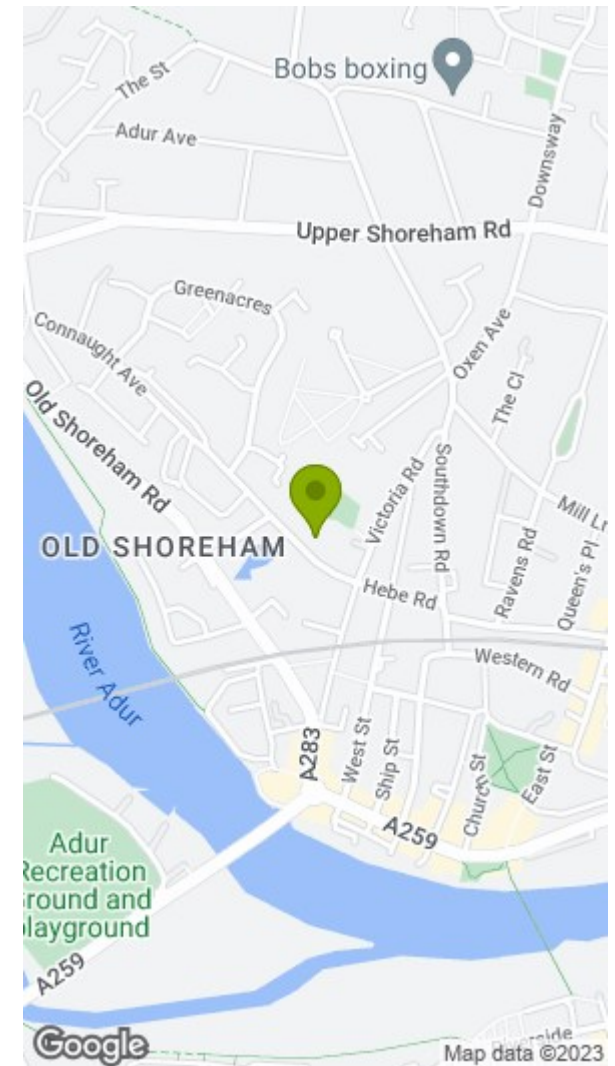 Bobs boxing
The St
Adur Ave
Downsway
Upper Shoreham Rd
Greenacres
Connaught Ave
Oxen Ave
The Cl
Old Shoreham Rd
Victoria Rd
Southdown Rd
Mill Ln
Ravens Rd
Queen's Pl
OLD SHOREHAM
Hebe Rd
River Adur
Western Rd
A283
West St
Ship St
Church St
East St
A259
Adur
Recreation
Ground and
playground
A259
Riverside
Google
Map data ©2023